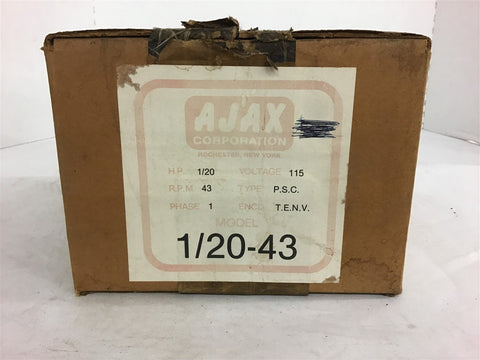 AJAX
CORPORATION
ROCHESTER, NEW YORK
H.P. 1/20 VOLTAGE 115
R.P.M 43 TYPE P.S.C.
PHASE 1 ENCL T.E.N.V.
MODEL
1/20-43